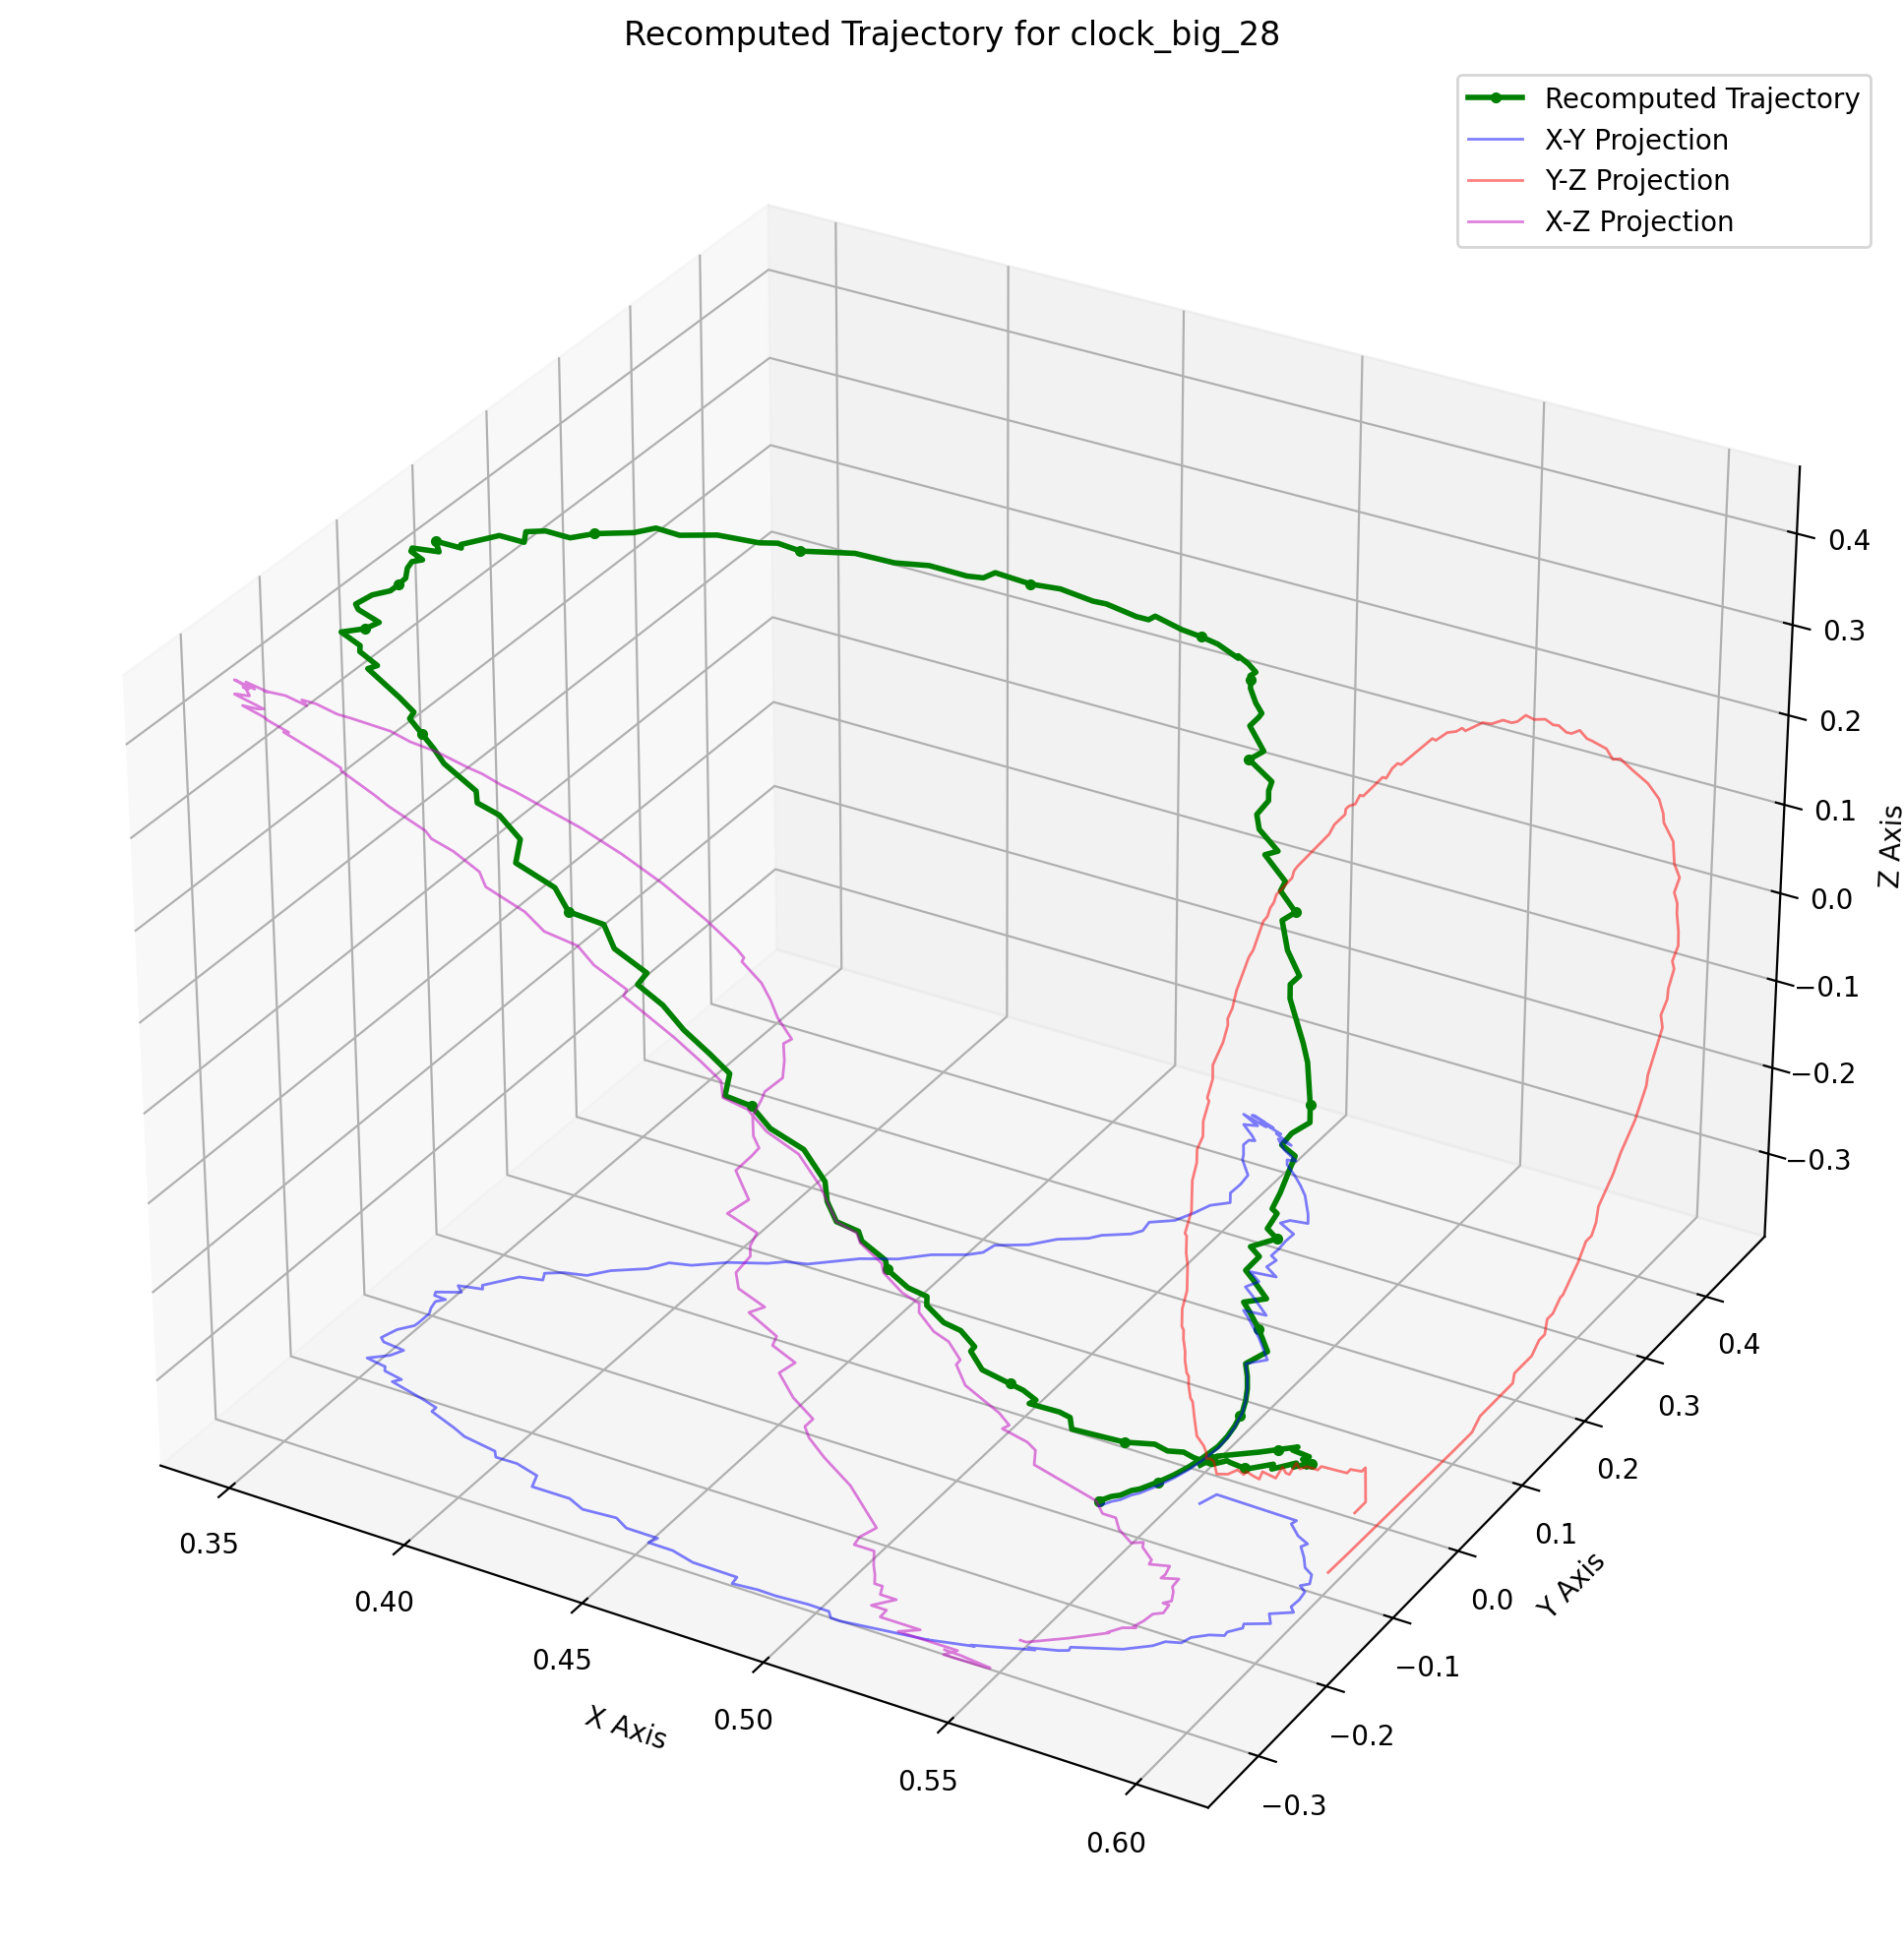 Recomputed Trajectory for clock_big_28
Recomputed Trajectory
X-Y Projection
Y-Z Projection
X-Z Projection
0.4
0.3
0.2
0.1
0.0
−0.1
−0.2
−0.3
Z Axis
0.4
0.3
0.2
0.1
0.0
−0.1
−0.2
−0.3
Y Axis
0.35
0.40
0.45
0.50
0.55
0.60
X Axis